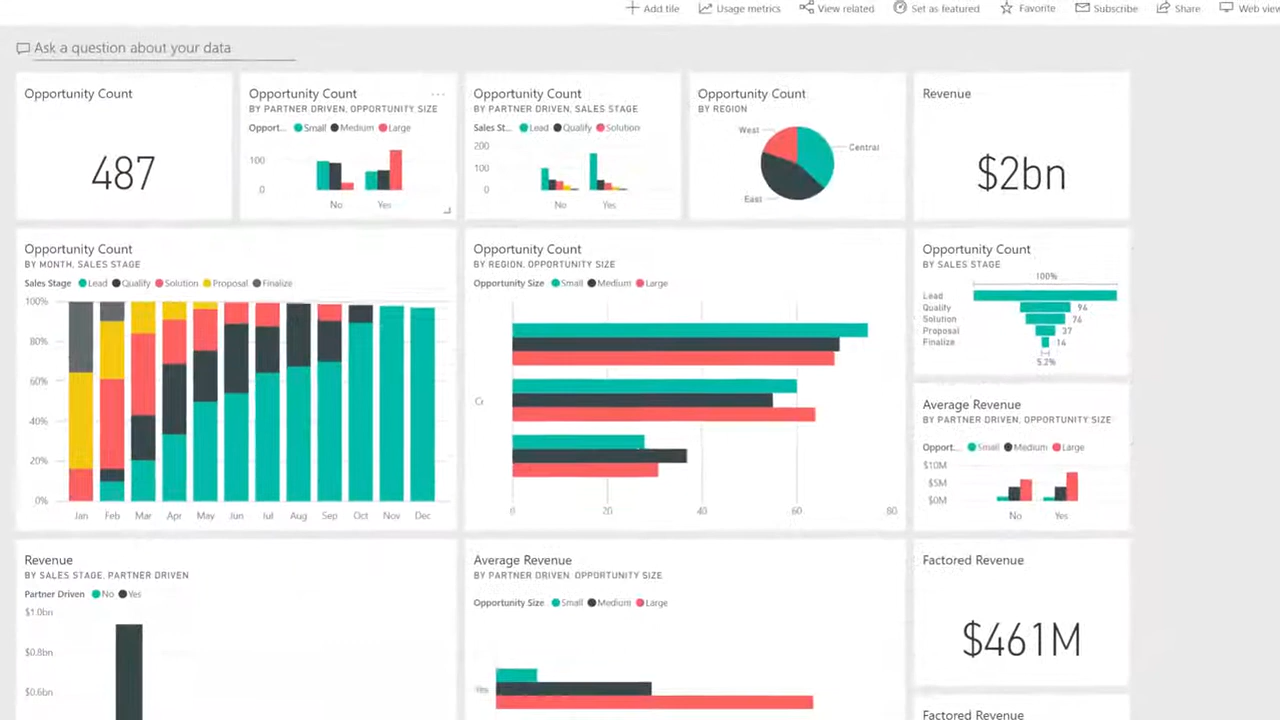 Add tile Usage metrics View related Set as featured Favorite Subscribe Share Web view
Ask a question about your data
Opportunity Count
487
Opportunity Count
BY PARTNER DRIVEN, OPPORTUNITY SIZE
Opport... Small Medium Large
100
0
No Yes
Opportunity Count
BY PARTNER DRIVEN, SALES STAGE
Sales St... Lead Qualify Solution
200
100
0
No Yes
Opportunity Count
BY REGION
West
Central
East
Revenue
$2bn
Opportunity Count
BY MONTH, SALES STAGE
Sales Stage Lead Qualify Solution Proposal Finalize
100%
80%
60%
40%
20%
0%
Jan Feb Mar Apr May Jun Jul Aug Sep Oct Nov Dec
Opportunity Count
BY REGION, OPPORTUNITY SIZE
Opportunity Size Small Medium Large
0 20 40 60 80
Opportunity Count
BY SALES STAGE
100%
Lead
Qualify 94
Solution 76
Proposal 37
Finalize 14
5.2%
Average Revenue
BY PARTNER DRIVEN, OPPORTUNITY SIZE
Opport... Small Medium Large
$10M
$5M
$0M
No Yes
Revenue
BY SALES STAGE, PARTNER DRIVEN
Partner Driven No Yes
$1.0bn
$0.8bn
$0.6bn
Average Revenue
BY PARTNER DRIVEN, OPPORTUNITY SIZE
Opportunity Size Small Medium Large
Yes
Factored Revenue
$461M
Factored Revenue